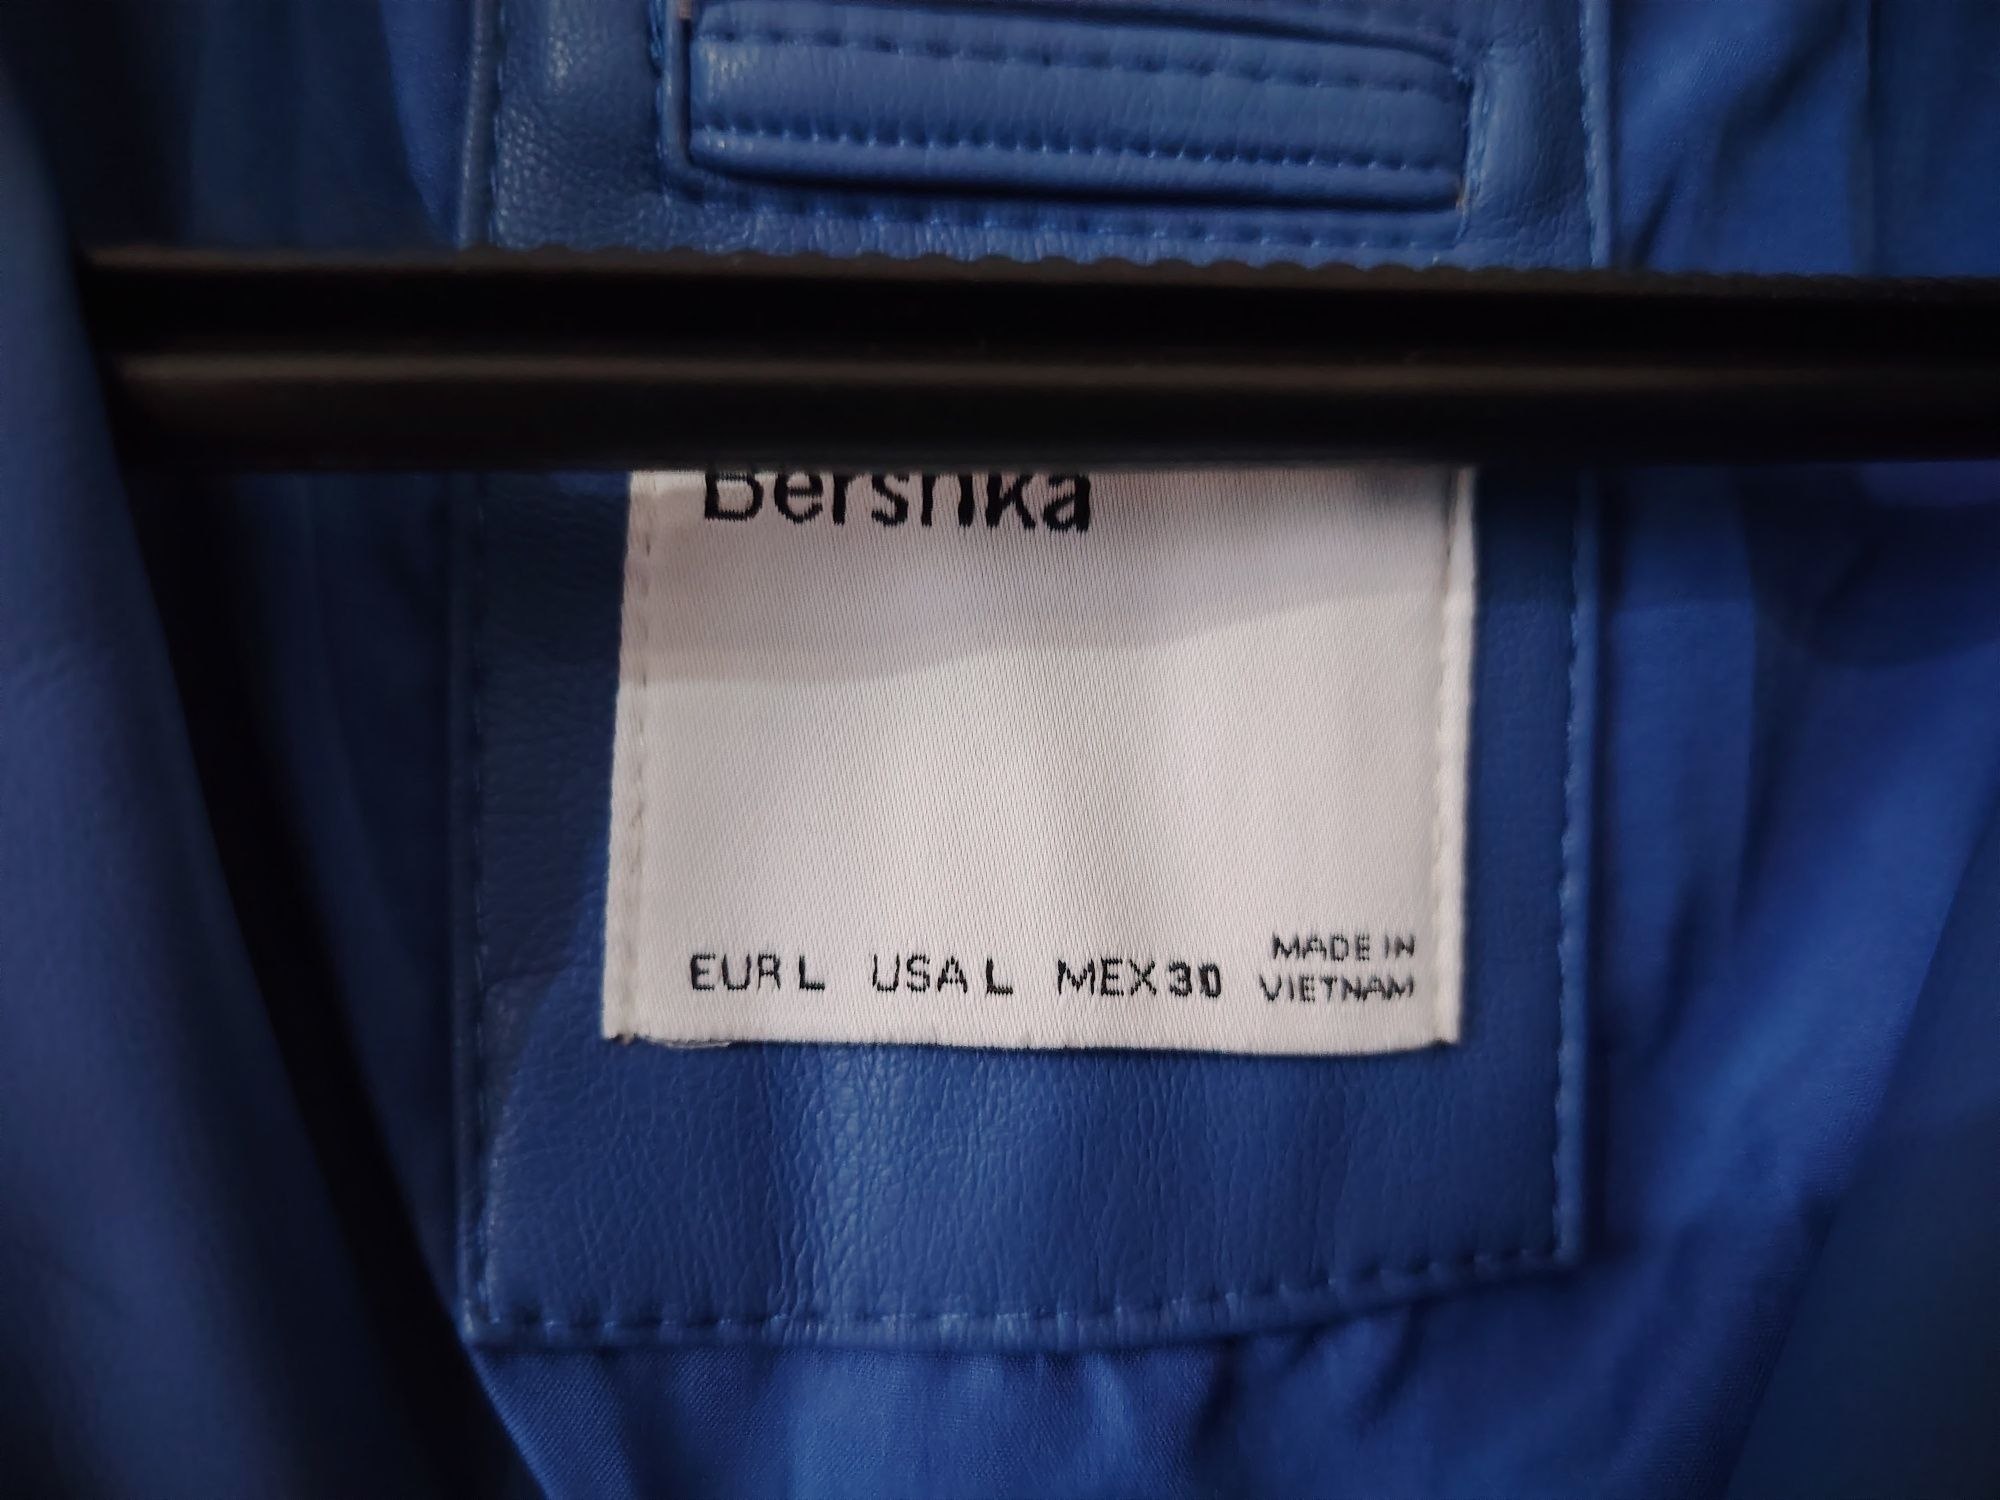 Bershka
EUR L USA L MEX 30 MADE IN
VIETNAM